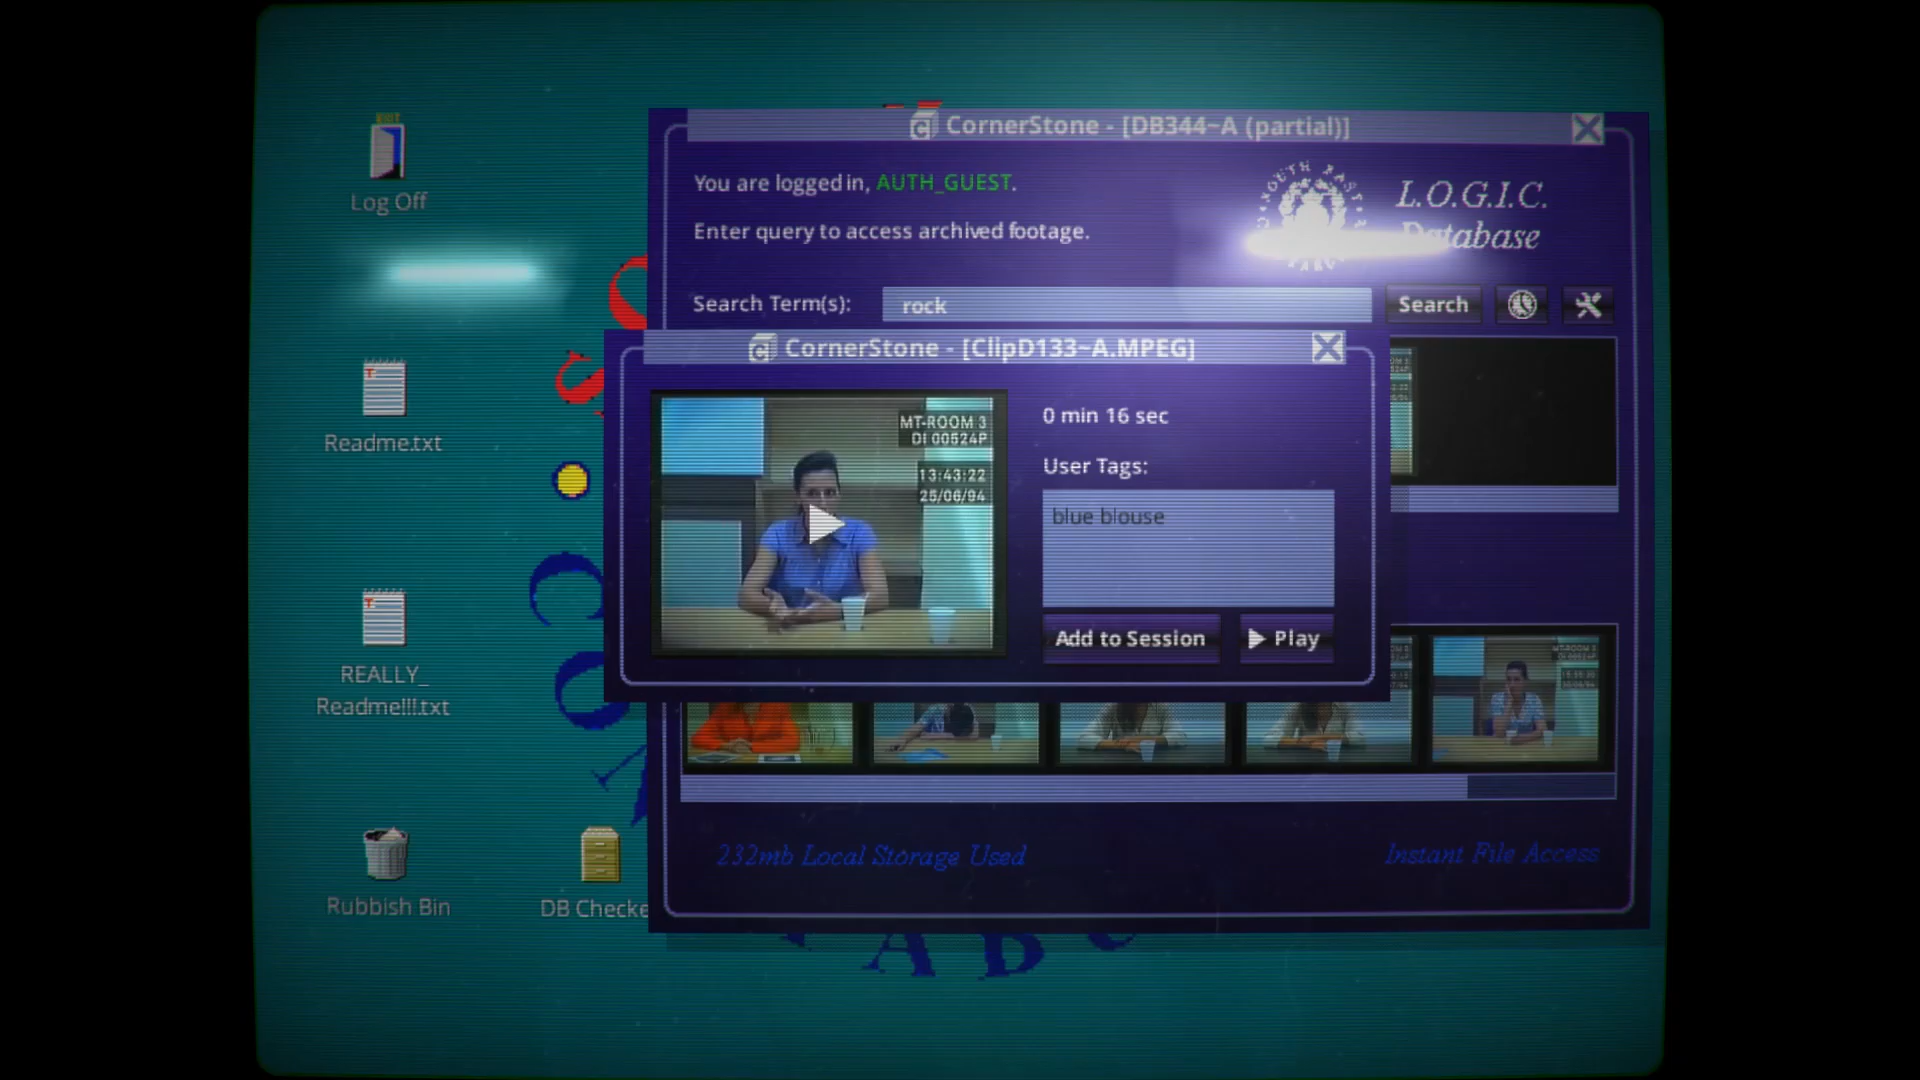 CornerStone - [DB344~A (partial)]
You are logged in, AUTH_GUEST.
Enter query to access archived footage.
SOUTH EAST
L.O.G.I.C.
Database
Search Term(s):
rock
Search
CornerStone - [ClipD133~A.MPEG]
MT-ROOM 3
DI 00524P
13:43:22
25/06/94
0 min 16 sec
User Tags:
blue blouse
Add to Session
Play
232mb Local Storage Used
Instant File Access
EXIT
Log Off
Readme.txt
REALLY_
Readme!!!.txt
Rubbish Bin
DB Checke